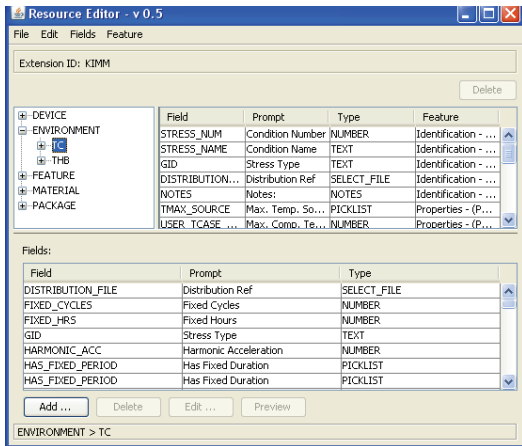 Resource Editor - v 0.5
File Edit Fields Feature
Extension ID: KIMM
Delete
DEVICE
ENVIRONMENT
TC
THB
FEATURE
MATERIAL
PACKAGE
Field Prompt Type Feature
STRESS_NUM Condition Number NUMBER Identification - ...
STRESS_NAME Condition Name TEXT Identification - ...
GID Stress Type TEXT Identification - ...
DISTRIBUTION... Distribution Ref SELECT_FILE Identification - ...
NOTES Notes: NOTES Identification - ...
TMAX_SOURCE Max. Temp. So... PICKLIST Properties - (P...
USER_TCASE_... Max. Comp. Te... NUMBER Properties - (P...
Fields:
Field Prompt Type
DISTRIBUTION_FILE Distribution Ref SELECT_FILE
FIXED_CYCLES Fixed Cycles NUMBER
FIXED_HRS Fixed Hours NUMBER
GID Stress Type TEXT
HARMONIC_ACC Harmonic Acceleration NUMBER
HAS_FIXED_PERIOD Has Fixed Duration PICKLIST
HAS_FIXED_PERIOD Has Fixed Duration PICKLIST
Add ... Delete Edit ... Preview
ENVIRONMENT > TC